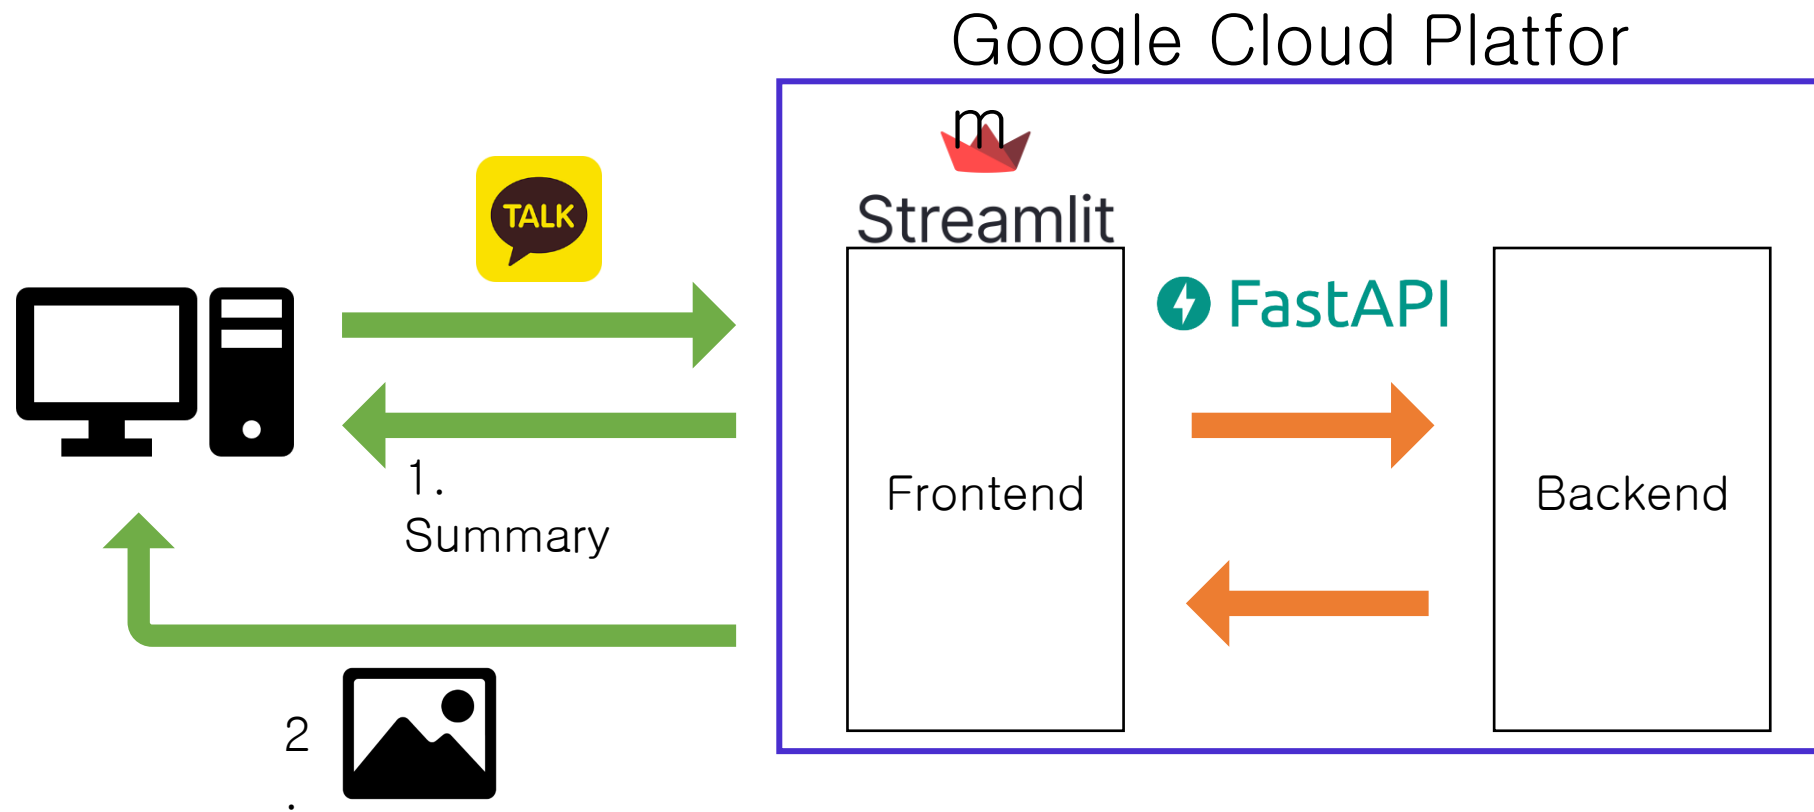 Google Cloud Platfor
m
TALK
Streamlit
FastAPI
1.
Summary
Frontend
Backend
2
.